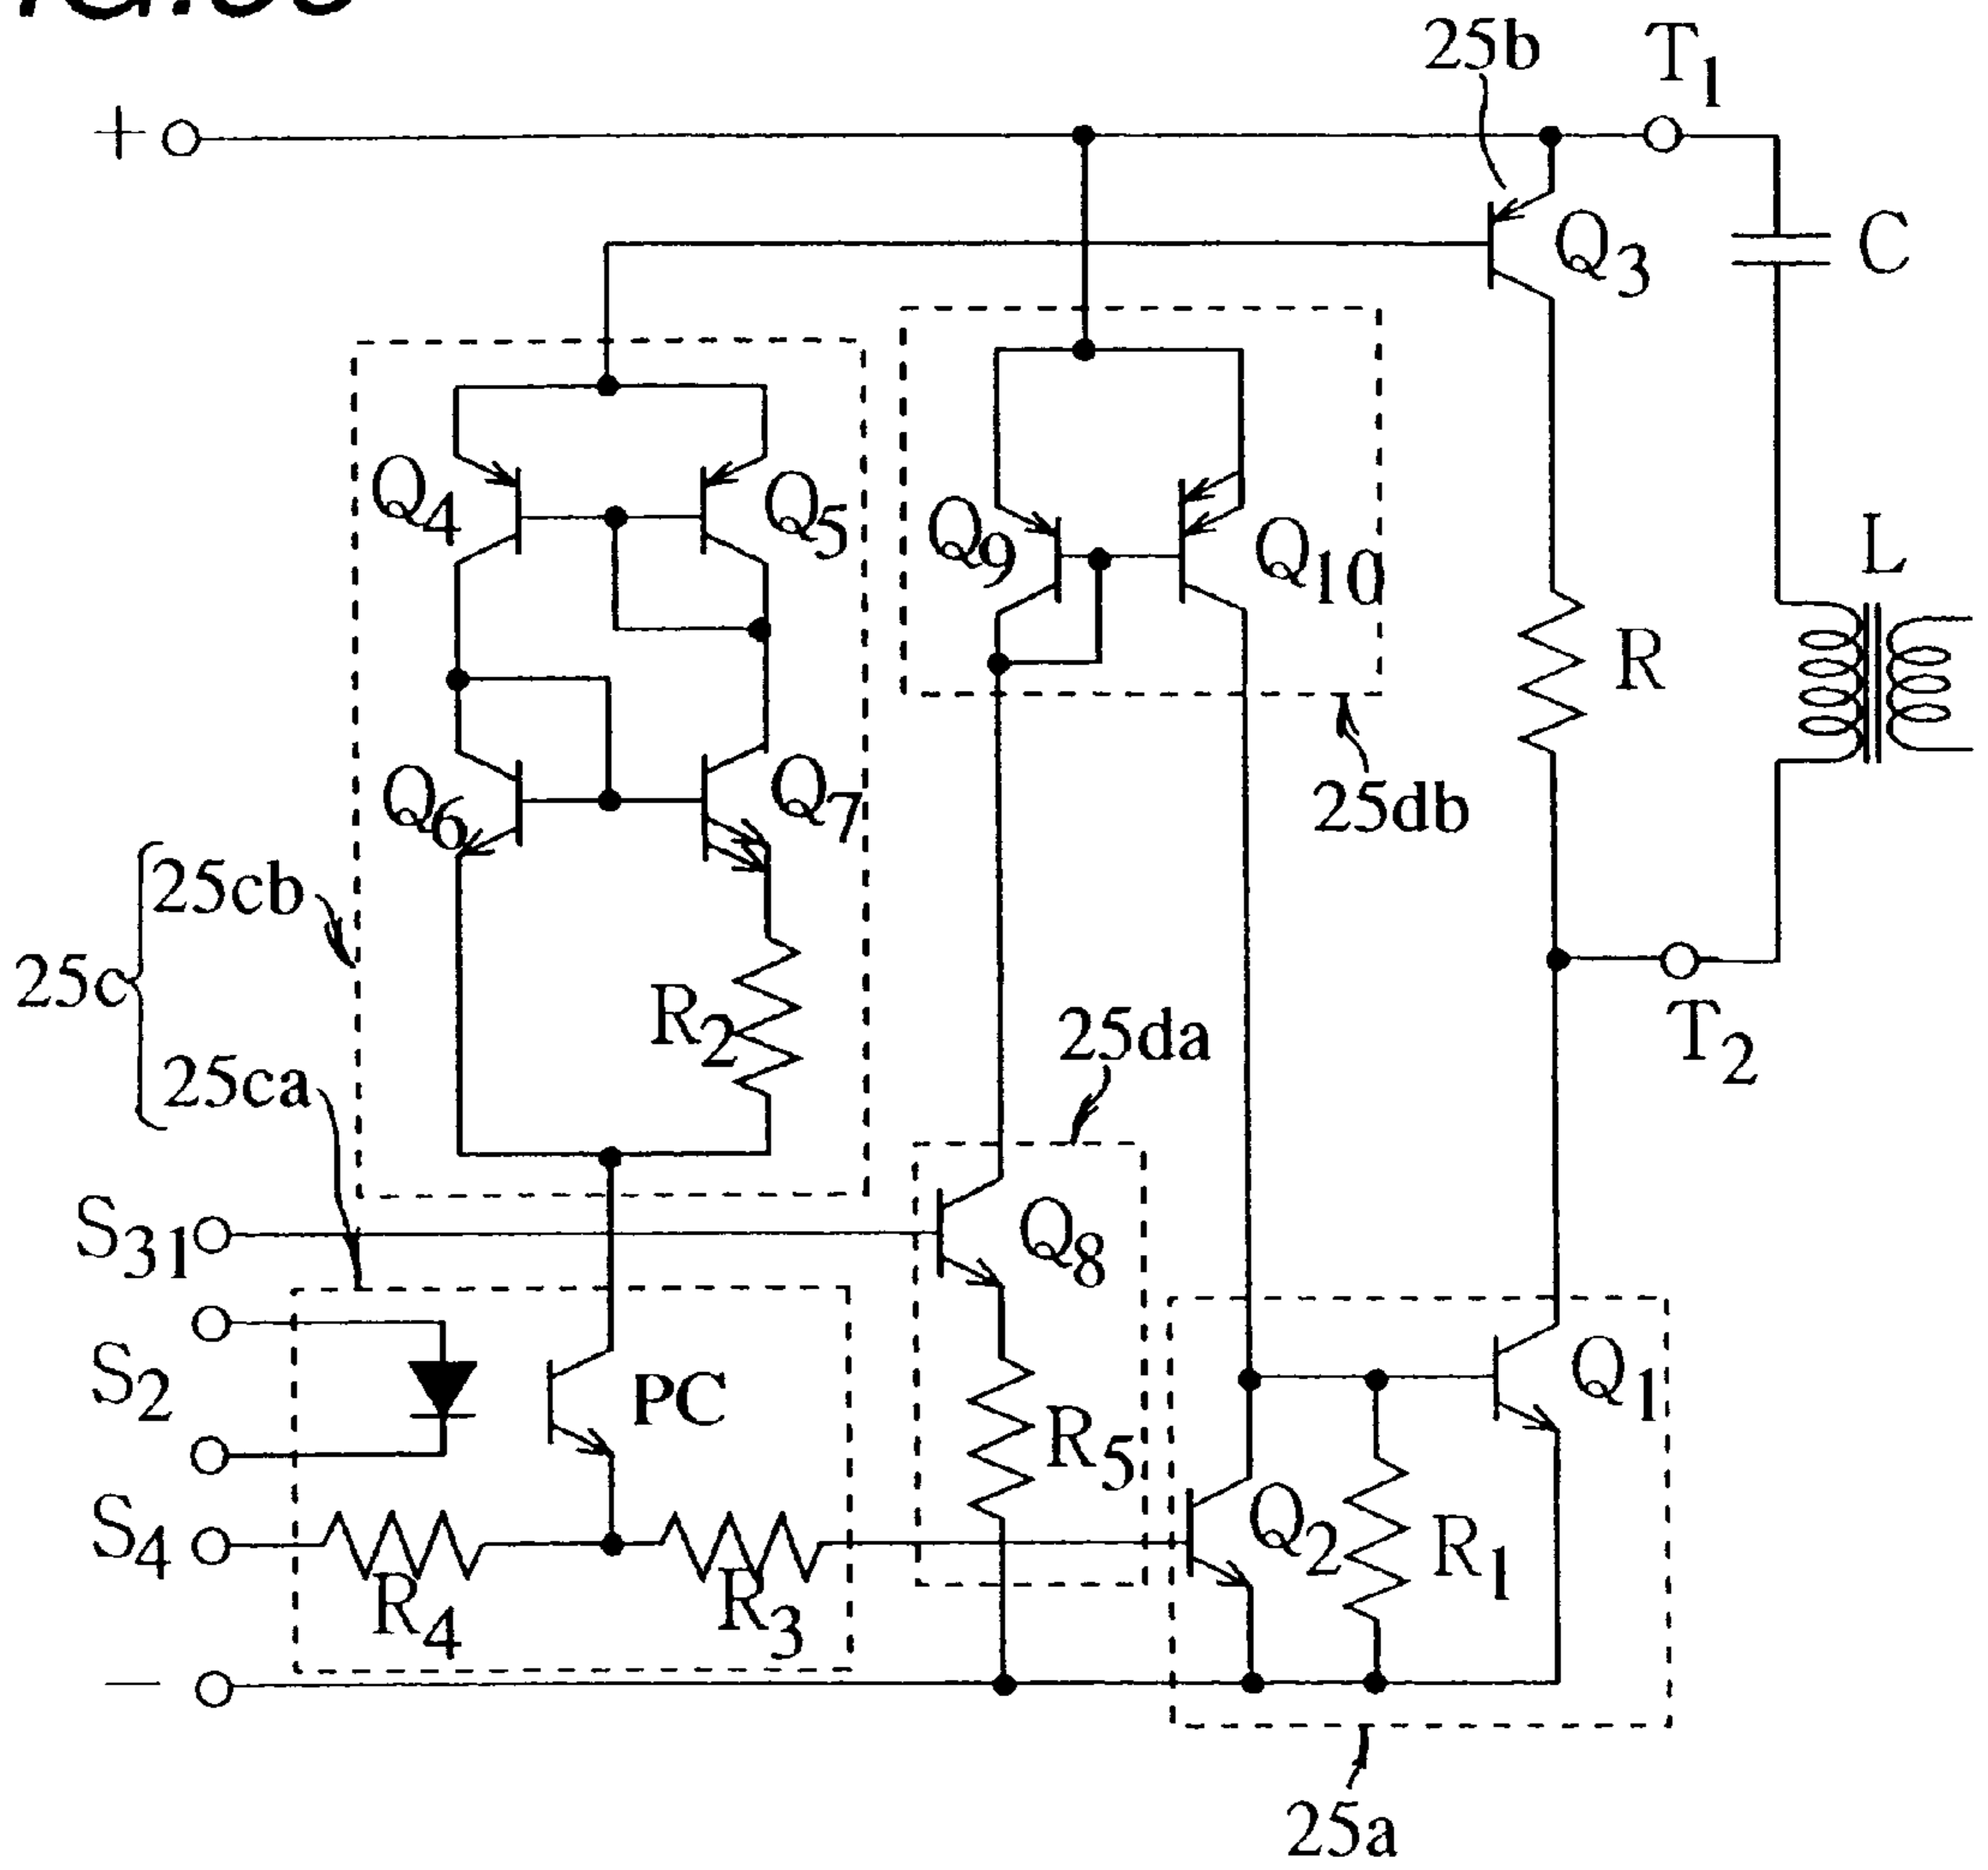 25b
T1
+
Q3
C
Q4
Q5
Q9
Q10
L
R
Q6
Q7
25db
25cb
25c
R2
25da
T2
25ca
S31
Q8
S2
PC
Q1
R5
S4
Q2
R1
R4
R3
—
25a